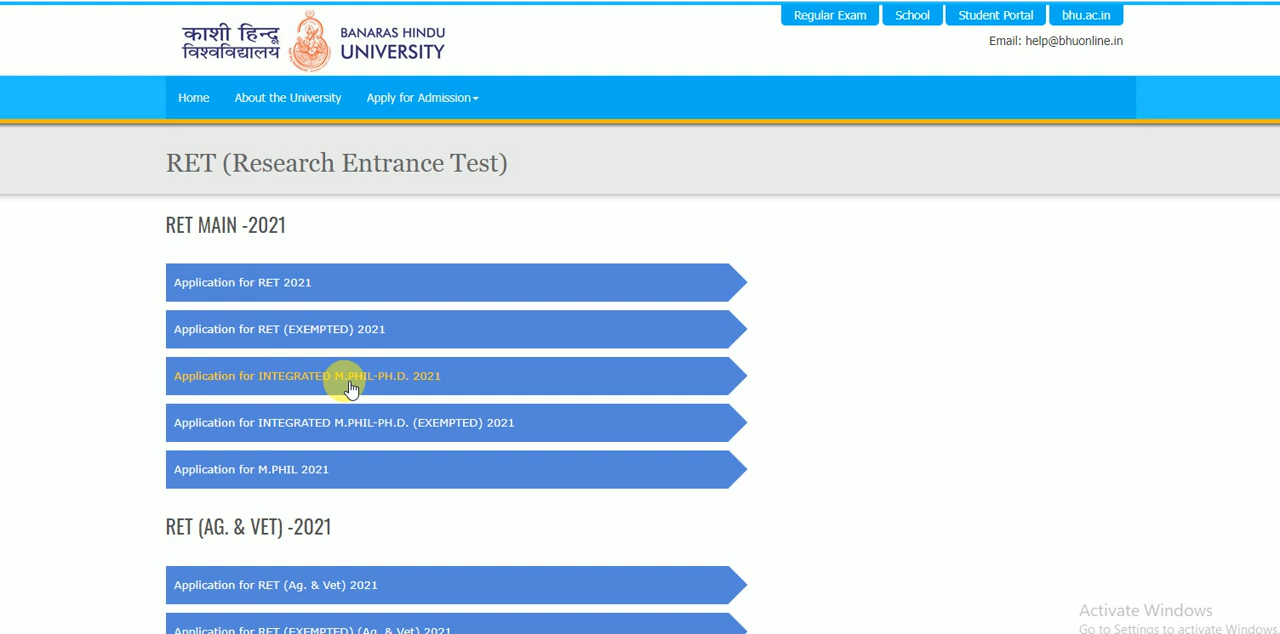 Regular Exam School Student Portal bhu.ac.in
काशी हिन्दू
विश्वविद्यालय
BANARAS HINDU
UNIVERSITY
Email: help@bhuonline.in
Home About the University Apply for Admission
RET (Research Entrance Test)
RET MAIN -2021
Application for RET 2021
Application for RET (EXEMPTED) 2021
Application for INTEGRATED M.PHIL-PH.D. 2021
Application for INTEGRATED M.PHIL-PH.D. (EXEMPTED) 2021
Application for M.PHIL 2021
RET (AG. & VET) -2021
Application for RET (Ag. & Vet) 2021
Application for RET (EXEMPTED) (Ag. & Vet) 2021
Activate Windows
Go to Settings to activate Windows.